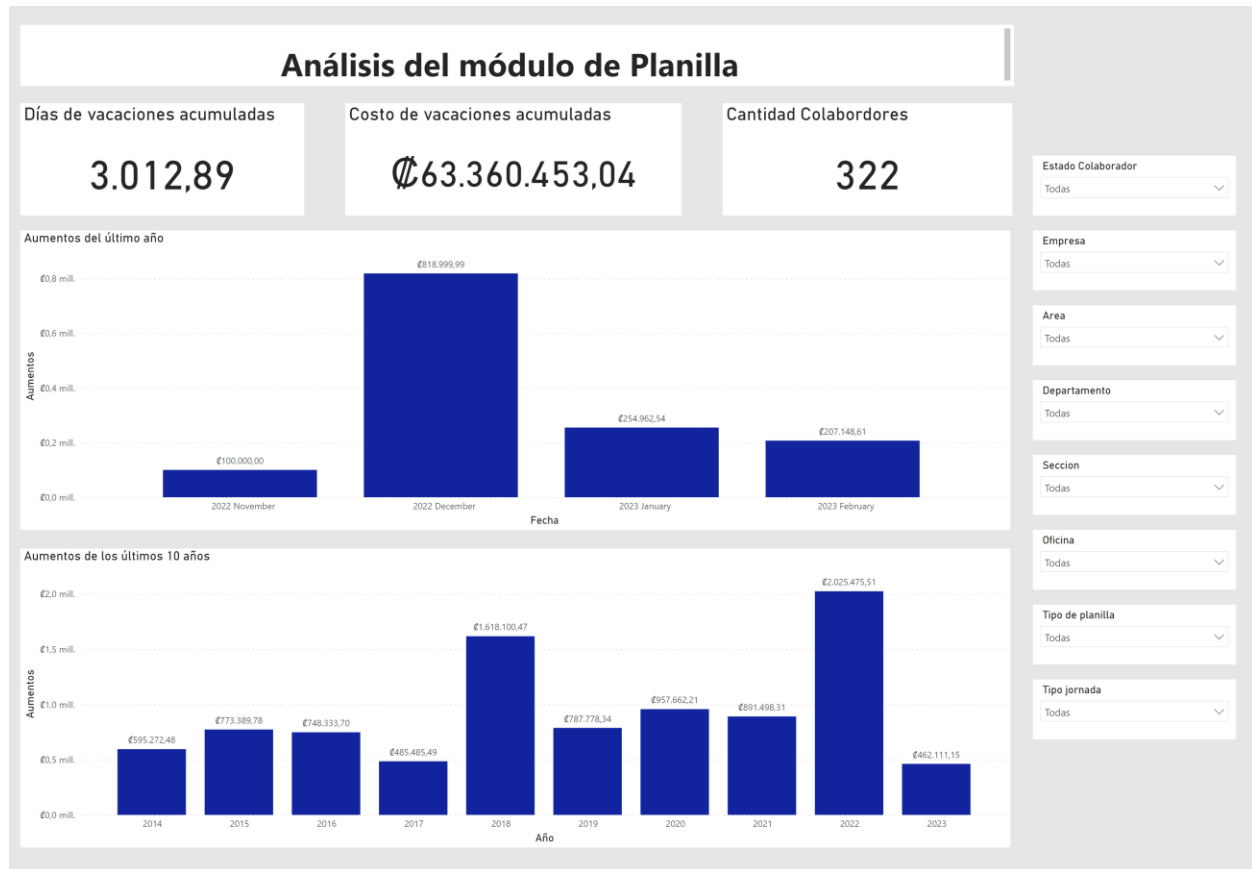 Análisis del módulo de Planilla
Días de vacaciones acumuladas
3.012,89
Costo de vacaciones acumuladas
₡63.360.453,04
Cantidad Colabordores
322
Aumentos del último año
Aumentos
₡0,8 mill.
₡0,6 mill.
₡0,4 mill.
₡0,2 mill.
₡0,0 mill.
₡100.000,00
₡818.999,99
₡254.962,54
₡207.148,61
2022 November
2022 December
2023 January
2023 February
Fecha
Aumentos de los últimos 10 años
Aumentos
₡2,0 mill.
₡1,5 mill.
₡1,0 mill.
₡0,5 mill.
₡0,0 mill.
₡595.272,48
₡773.389,78
₡748.333,70
₡485.485,49
₡1.618.100,47
₡787.778,34
₡957.662,21
₡891.498,31
₡2.025.475,51
₡462.111,15
2014
2015
2016
2017
2018
2019
2020
2021
2022
2023
Año
Estado Colaborador
Todas
Empresa
Todas
Area
Todas
Departamento
Todas
Seccion
Todas
Oficina
Todas
Tipo de planilla
Todas
Tipo jornada
Todas